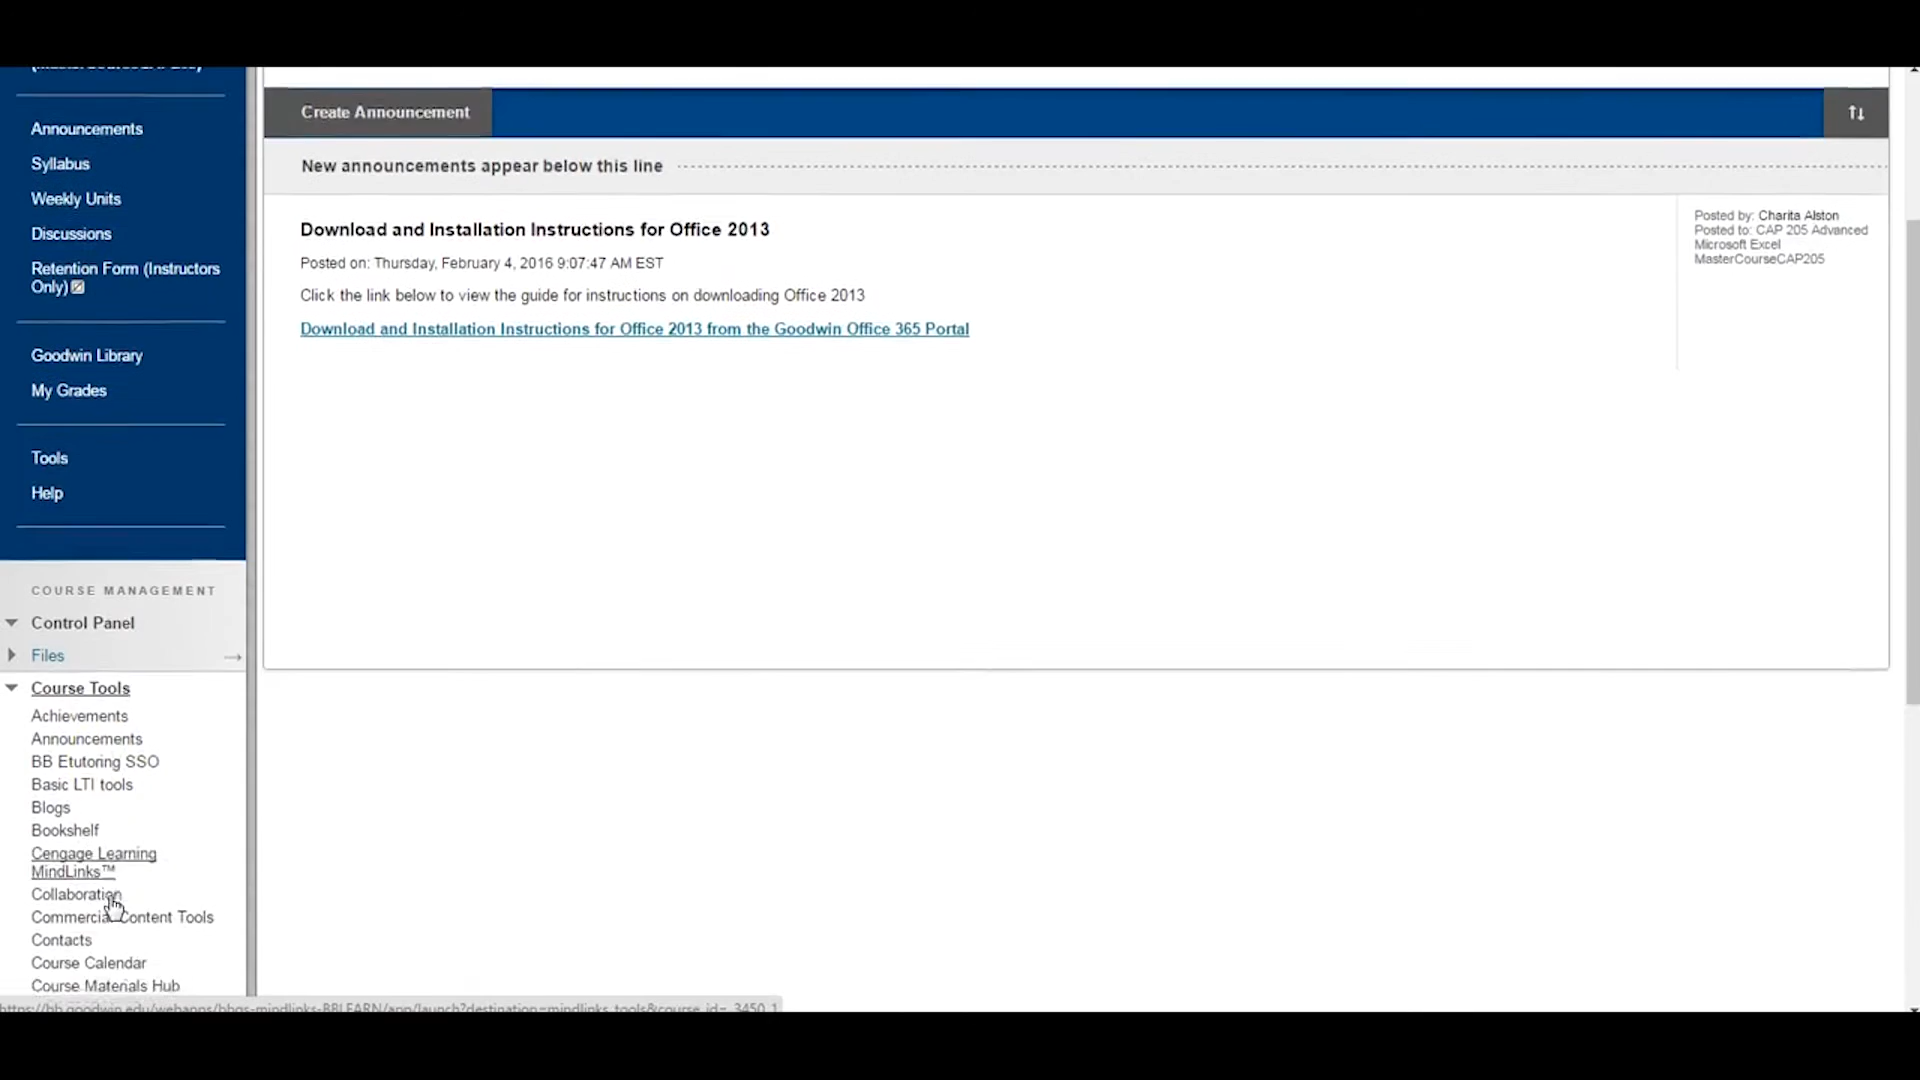 Create Announcement
New announcements appear below this line
Download and Installation Instructions for Office 2013
Posted on: Thursday, February 4, 2016 9:07:47 AM EST
Click the link below to view the guide for instructions on downloading Office 2013
Download and Installation Instructions for Office 2013 from the Goodwin Office 365 Portal
Posted by: Charita Alston
Posted to: CAP 205 Advanced
Microsoft Excel
MasterCourseCAP205
Announcements
Syllabus
Weekly Units
Discussions
Retention Form (Instructors
Only)
Goodwin Library
My Grades
Tools
Help
COURSE MANAGEMENT
Control Panel
Files
Course Tools
Achievements
Announcements
BB Etutoring SSO
Basic LTI tools
Blogs
Bookshelf
Cengage Learning
MindLinks™
Collaboration
Commercial Content Tools
Contacts
Course Calendar
Course Materials Hub